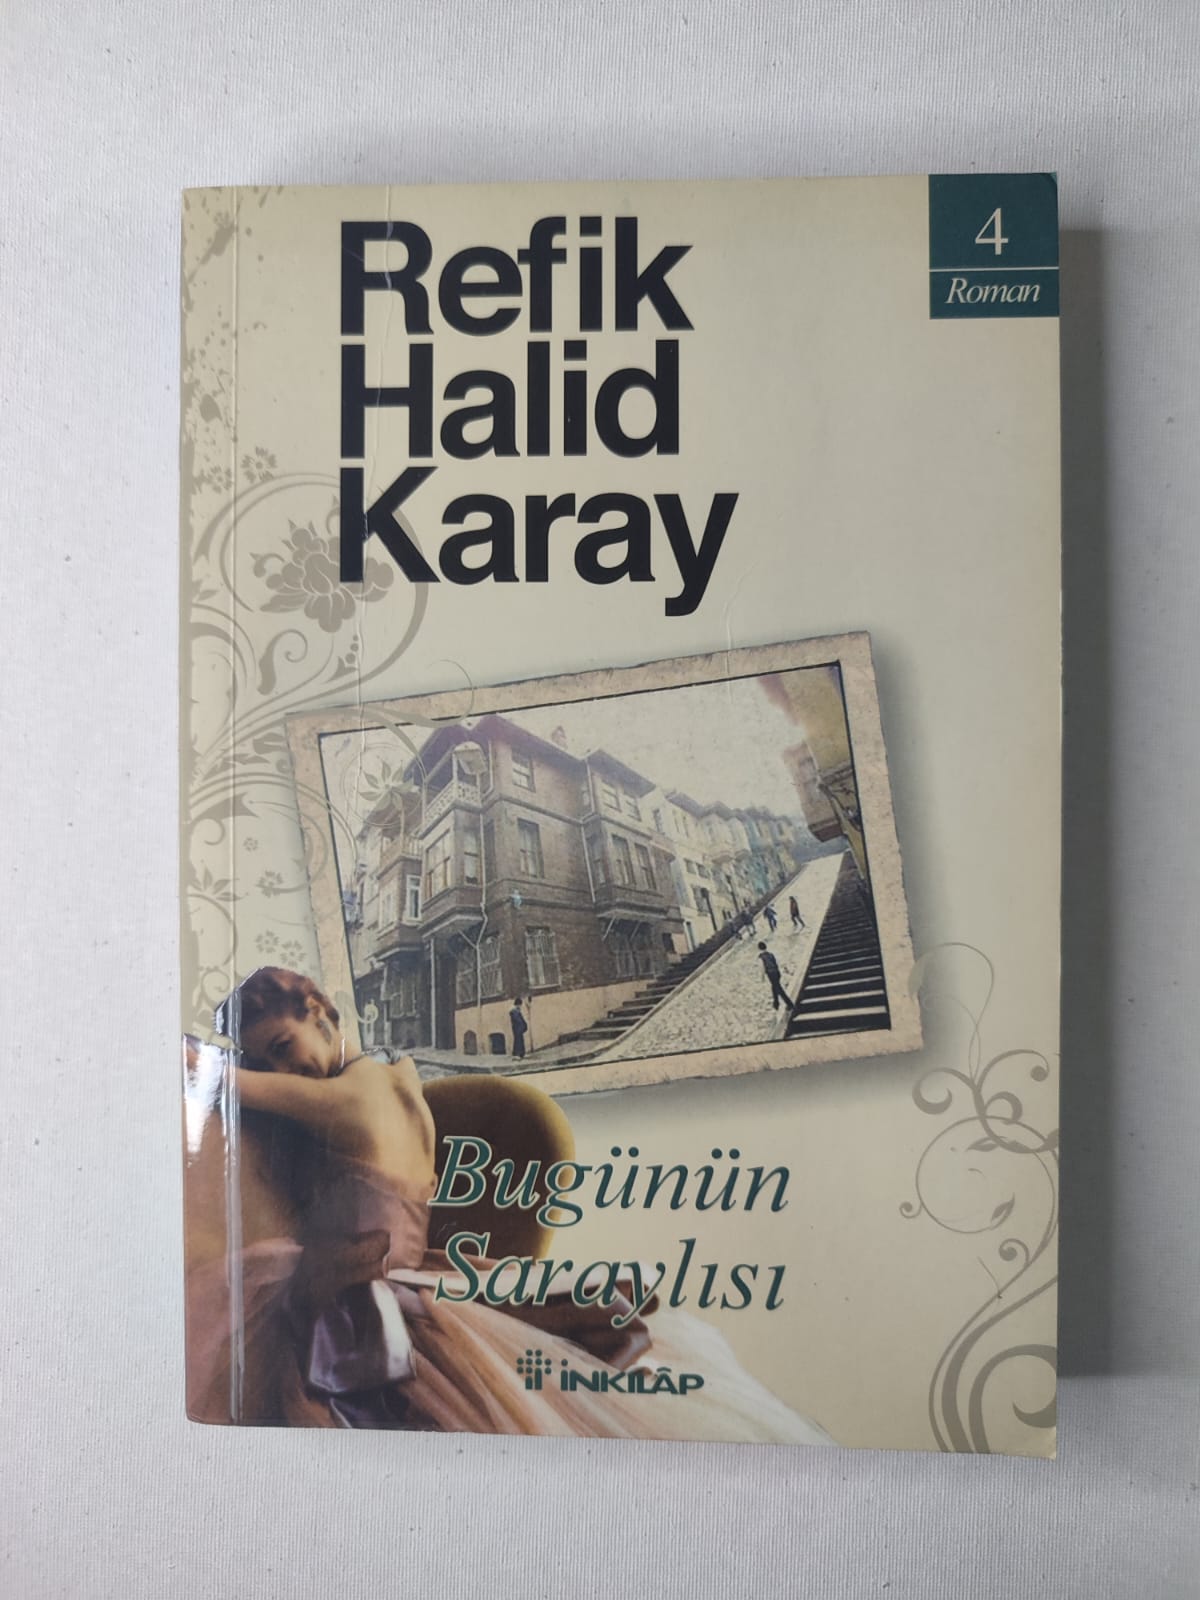 Refik
Halid
Karay
4
Roman
Bugünün
Saraylısı
İNKILÂP